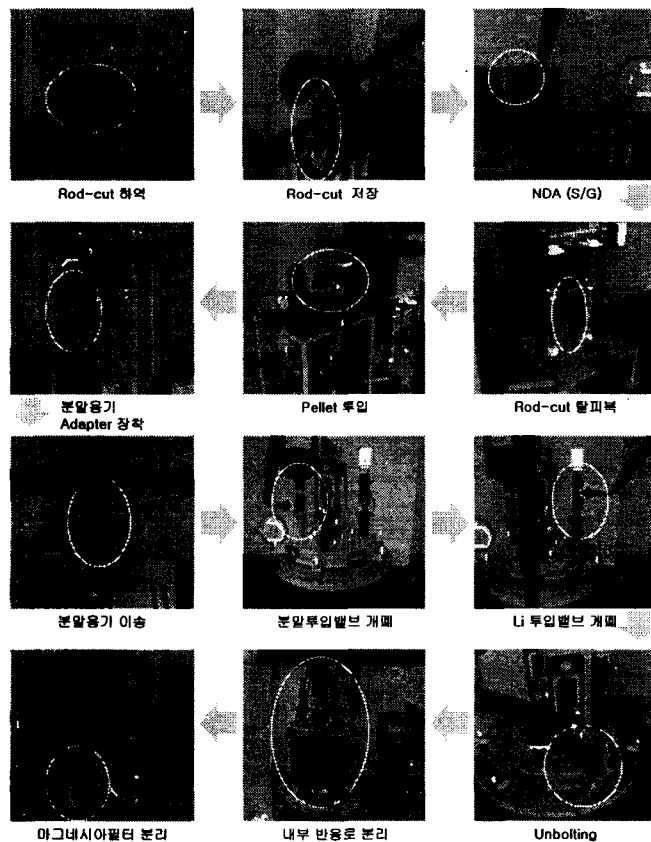 Rod-cut 하역
Rod-cut 저장
NDA (S/G)
분말용기
Adapter 장착
Pellet 투입
Rod-cut 탈피복
분말용기 이송
분말투입밸브 개폐
Li 투입밸브 개폐
마그네시아필터 분리
내부 반응로 분리
Unbolting